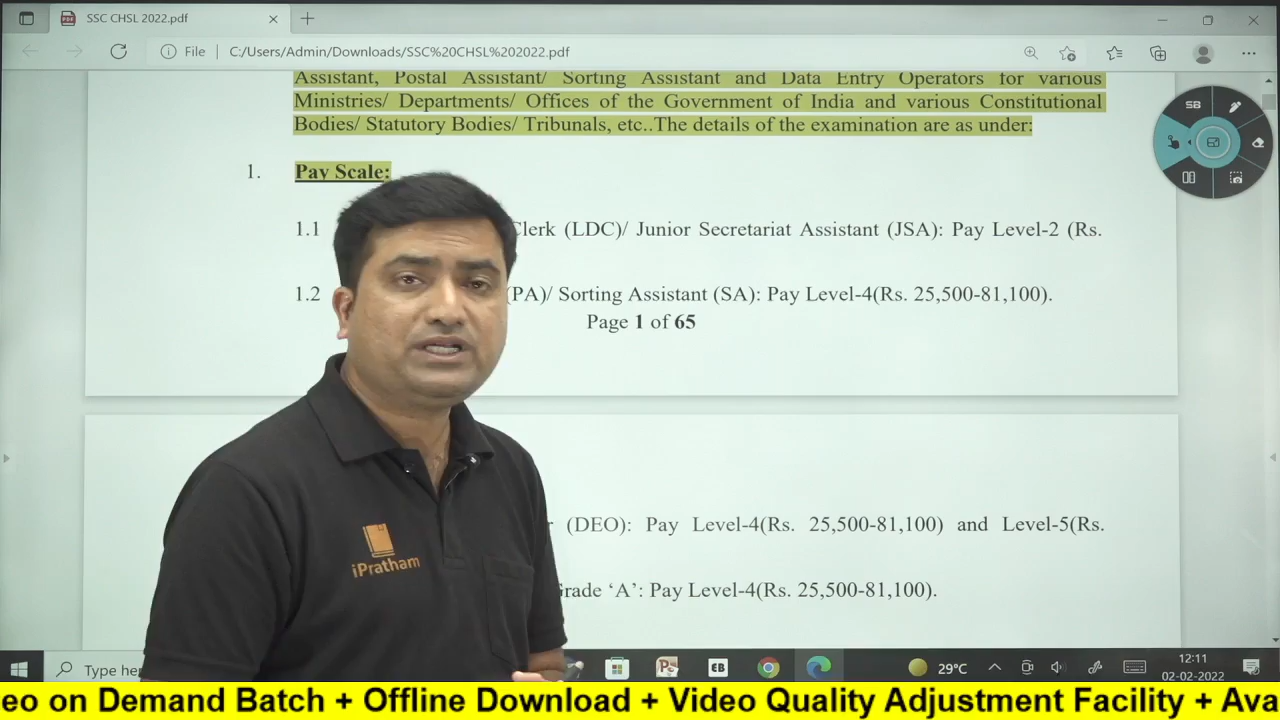 SSC CHSL 2022.pdf
File
C:/Users/Admin/Downloads/SSC%20CHSL%202022.pdf
Assistant, Postal Assistant/ Sorting Assistant and Data Entry Operators for various
Ministries/ Departments/ Offices of the Government of India and various Constitutional
Bodies/ Statutory Bodies/ Tribunals, etc..The details of the examination are as under:
SB
1. Pay Scale:
1.1 Clerk (LDC)/ Junior Secretariat Assistant (JSA): Pay Level-2 (Rs.
1.2 (PA)/ Sorting Assistant (SA): Pay Level-4(Rs. 25,500-81,100).
Page 1 of 65
(DEO): Pay Level-4(Rs. 25,500-81,100) and Level-5(Rs.
Grade ‘A’: Pay Level-4(Rs. 25,500-81,100).
iPratham
Type her
EB
29°C
12:11
02-02-2022
eo on Demand Batch + Offline Download + Video Quality Adjustment Facility + Ava